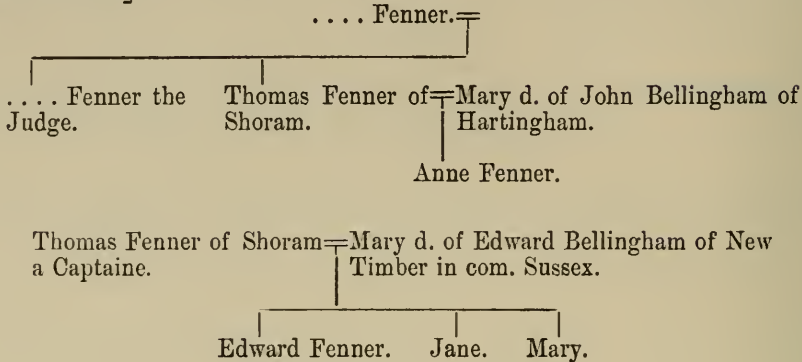 .... Fenner.
.... Fenner the Judge.
Thomas Fenner of Shoram.
Mary d. of John Bellingham of Hartingham.
Anne Fenner.
Thomas Fenner of Shoram a Captaine.
Mary d. of Edward Bellingham of New Timber in com. Sussex.
Edward Fenner. Jane. Mary.